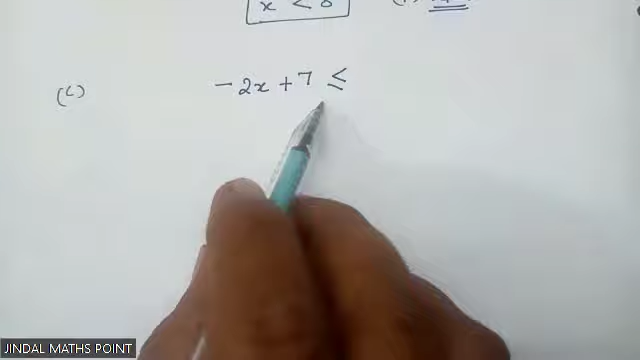 x < 8
(C) -2x + 7 ≤
JINDAL MATHS POINT